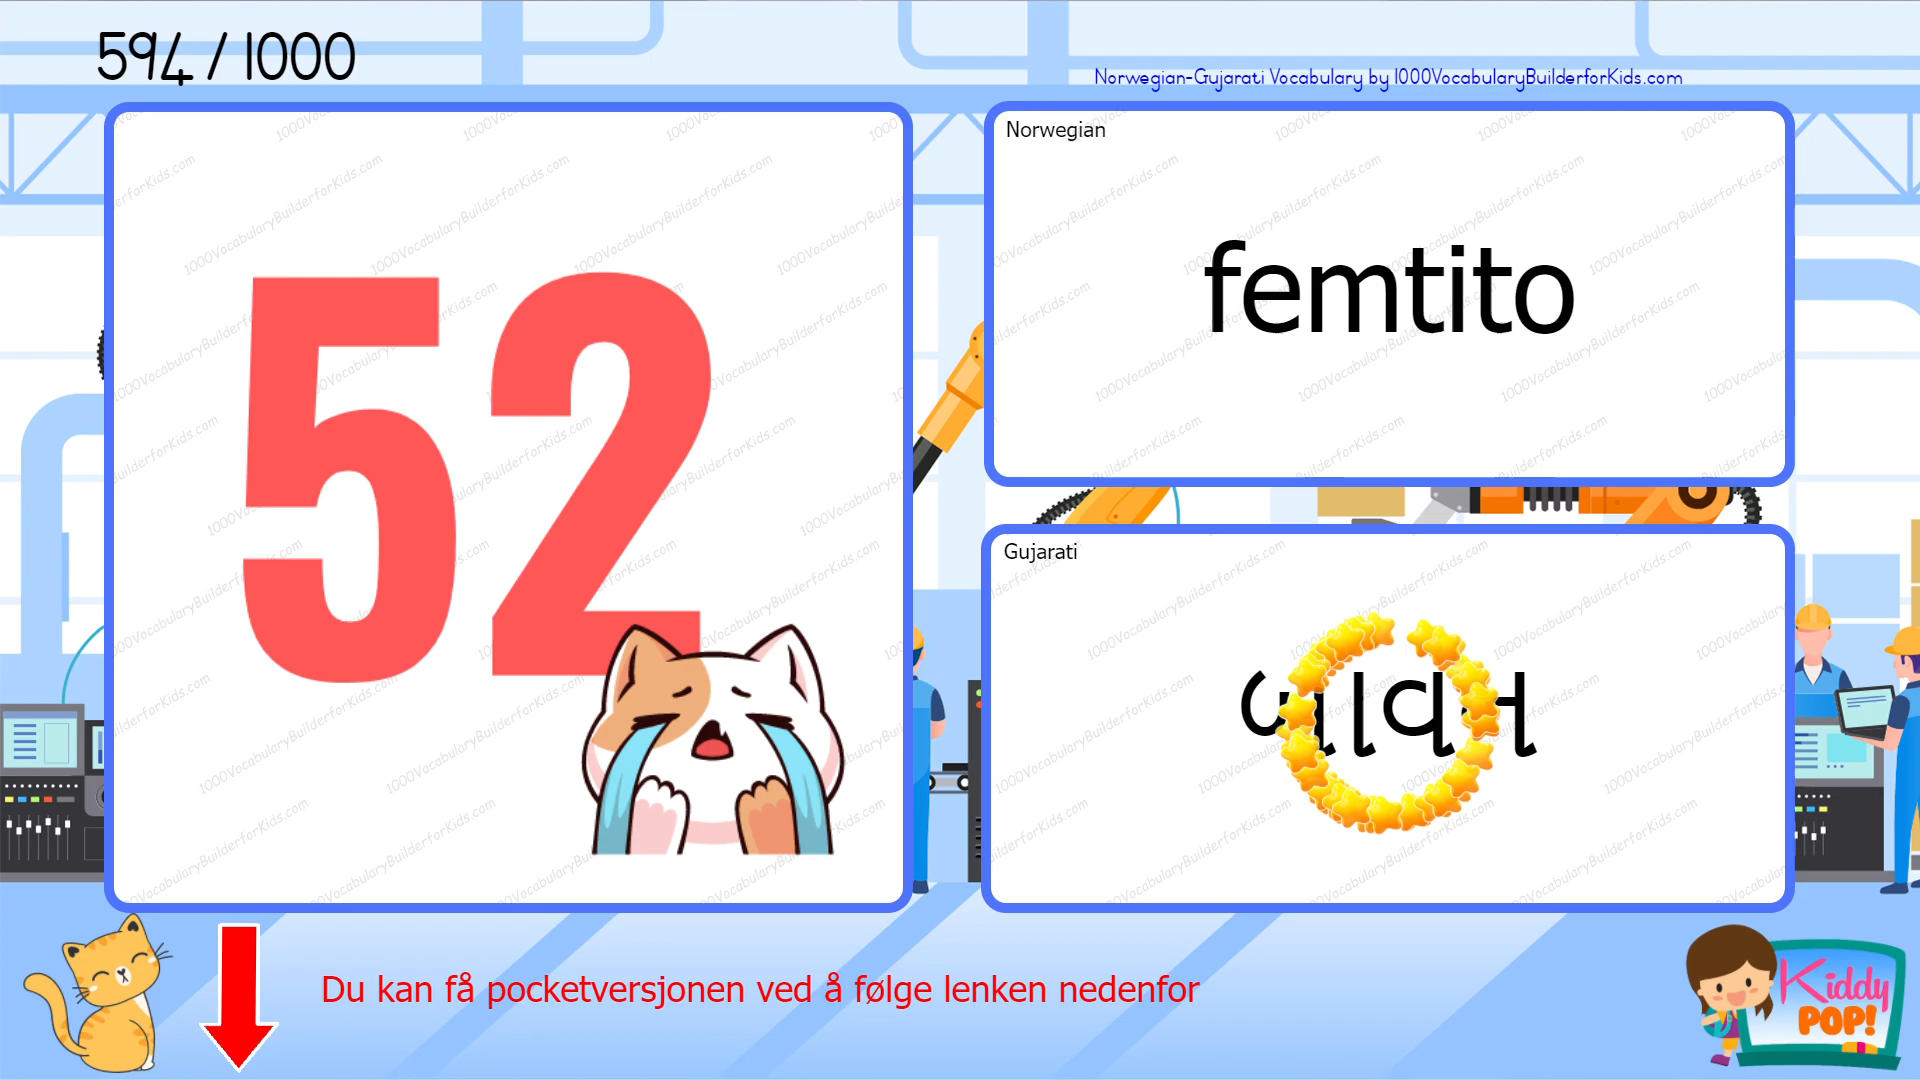 594 / 1000
Norwegian-Gujarati Vocabulary by 1000VocabularyBuilderforKids.com
Norwegian
femtito
52
Gujarati
બાવન
Du kan få pocketversjonen ved å følge lenken nedenfor
Kiddy
POP!